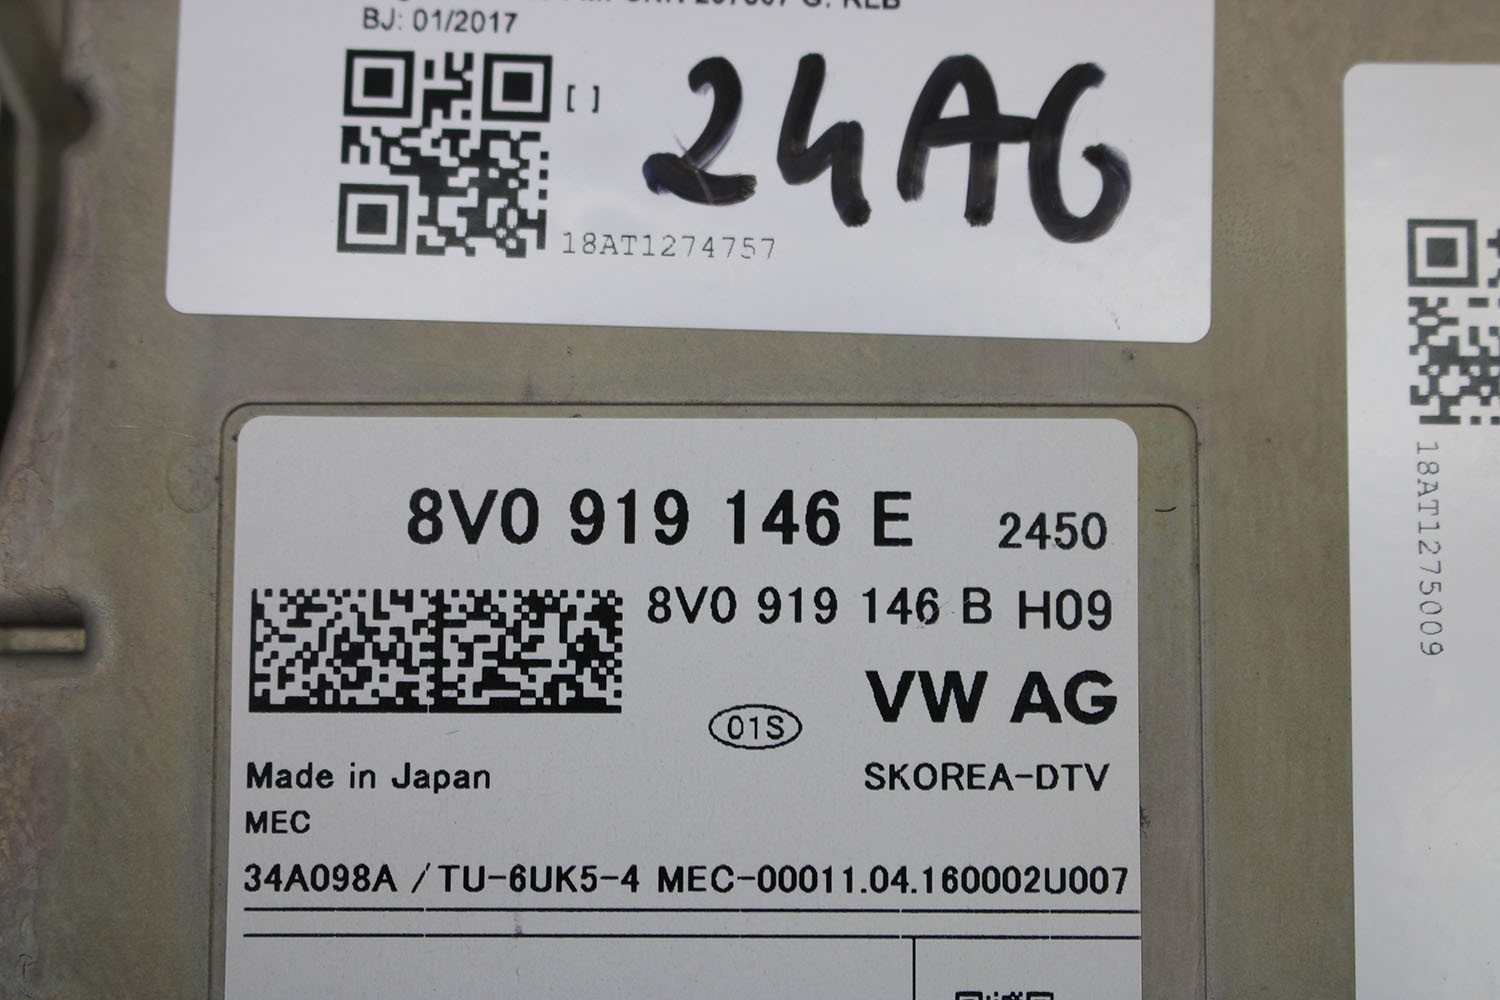 BJ: 01/2017
[ ]
24AG
18AT1274757
18AT1275009
8V0 919 146 E 2450
8V0 919 146 B H09
VW AG
01S
Made in Japan SKOREA-DTV
MEC
34A098A / TU-6UK5-4 MEC-00011.04.160002U007